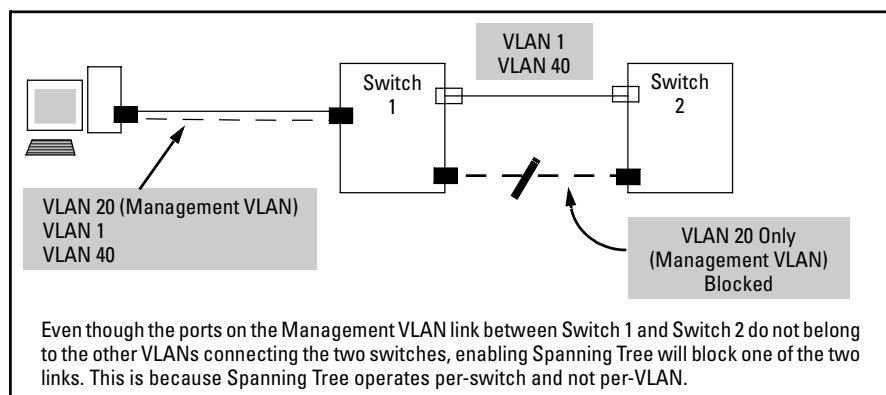 VLAN 1
VLAN 40
Switch
1
Switch
2
VLAN 20 (Management VLAN)
VLAN 1
VLAN 40
VLAN 20 Only
(Management VLAN)
Blocked
Even though the ports on the Management VLAN link between Switch 1 and Switch 2 do not belong
to the other VLANs connecting the two switches, enabling Spanning Tree will block one of the two
links. This is because Spanning Tree operates per-switch and not per-VLAN.